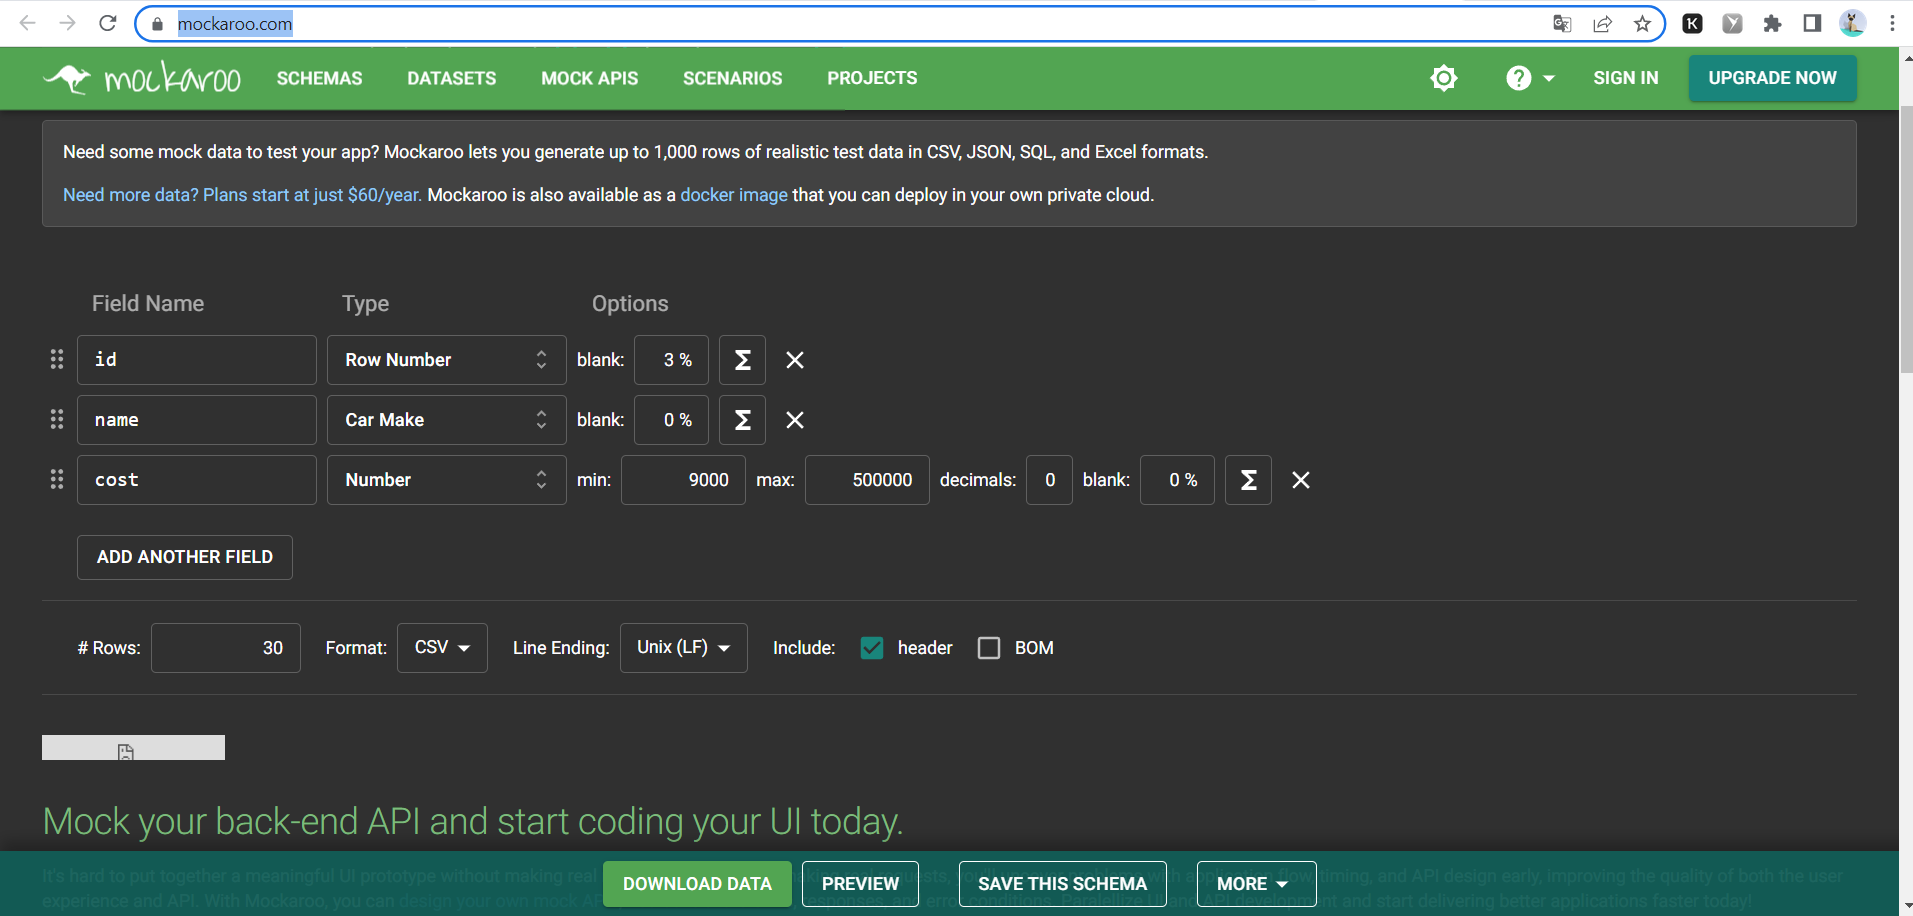 mockaroo.com
mockaroo SCHEMAS DATASETS MOCK APIS SCENARIOS PROJECTS ? SIGN IN UPGRADE NOW
Need some mock data to test your app? Mockaroo lets you generate up to 1,000 rows of realistic test data in CSV, JSON, SQL, and Excel formats.
Need more data? Plans start at just $60/year. Mockaroo is also available as a docker image that you can deploy in your own private cloud.
Field Name Type Options
id Row Number blank: 3 % Σ
name Car Make blank: 0 % Σ
cost Number min: 9000 max: 500000 decimals: 0 blank: 0 % Σ
ADD ANOTHER FIELD
# Rows: 30 Format: CSV Line Ending: Unix (LF) Include: header BOM
Mock your back-end API and start coding your UI today.
It's hard to put together a meaningful UI prototype without making real requests, timing, and API design early, improving the quality of both the user
experience and API. With Mockaroo, you can design your own mock responses, and error conditions. Parallelize UI and API development and start delivering better applications faster today!
DOWNLOAD DATA PREVIEW SAVE THIS SCHEMA MORE